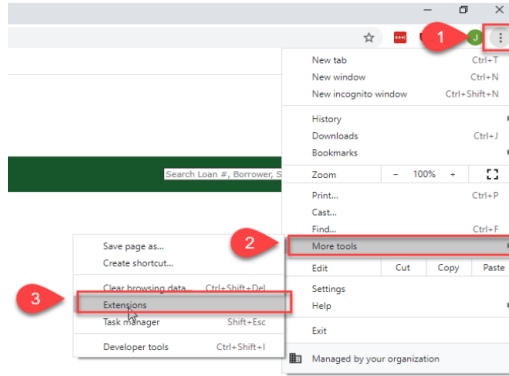 1
J
New tab Ctrl+T
New window Ctrl+N
New incognito window Ctrl+Shift+N
History
Downloads Ctrl+J
Bookmarks
Search Loan #, Borrower, S
Zoom - 100% +
Print... Ctrl+P
Cast...
Find... Ctrl+F
2
More tools
Save page as...
Create shortcut...
Edit Cut Copy Paste
Clear browsing data... Ctrl+Shift+Del
Settings
3
Extensions
Help
Task manager Shift+Esc
Exit
Developer tools Ctrl+Shift+I
Managed by your organization